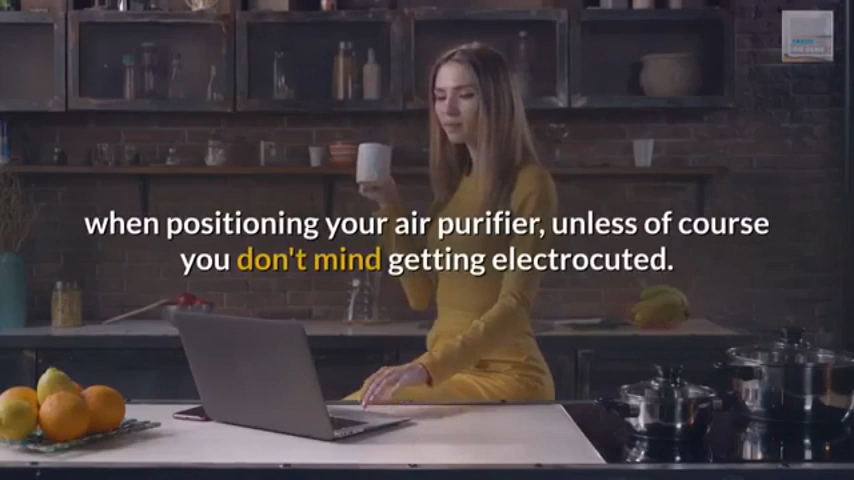 when positioning your air purifier, unless of course
you don't mind getting electrocuted.